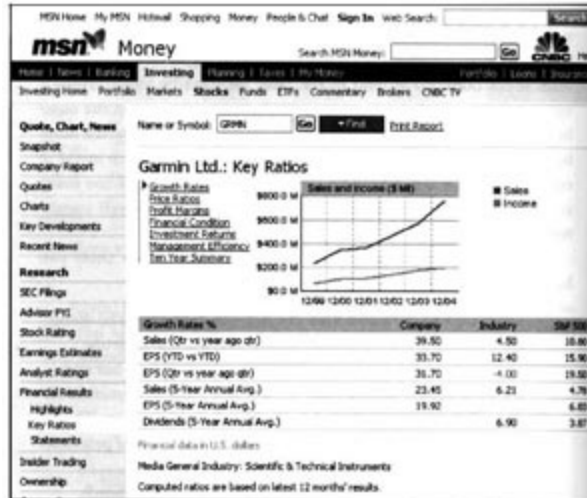 MSN Home My MSN Hotmail Shopping Money People & Chat Sign In Web Search: Search
msn Money Search MSN Money: Go CNBC
Home | News | Banking Investing Planning | Taxes | My Money Portfolio | Loans | Insurance
Investing Home Portfolio Markets Stocks Funds ETFs Commentary Brokers CNBC TV
Quote, Chart, News
Snapshot
Company Report
Quotes
Charts
Key Developments
Recent News
Research
SEC Filings
Advisor FYI
Stock Rating
Earnings Estimates
Analyst Ratings
Financial Results
Highlights
Key Ratios
Statements
Insider Trading
Ownership
Name or Symbol: GRMN Go Find Print Report
Garmin Ltd.: Key Ratios
Growth Rates
Price Ratios
Profit Margins
Financial Condition
Investment Returns
Management Efficiency
Ten Year Summary
Sales and Income ($ Mil)
$800.0 M
$600.0 M
$400.0 M
$200.0 M
$0.0 M
12/99 12/00 12/01 12/02 12/03 12/04
Sales
Income
Growth Rates % Company Industry S&P 500
Sales (Qtr vs year ago qtr) 39.50 4.50
EPS (YTD vs YTD) 33.70 12.40 15.90
EPS (Qtr vs year ago qtr) 31.70 -4.00 19.50
Sales (5-Year Annual Avg.) 23.45 6.21
EPS (5-Year Annual Avg.) 19.92
Dividends (5-Year Annual Avg.) 6.90 3.87
Financial data in U.S. dollars
Media General Industry: Scientific & Technical Instruments
Computed ratios are based on latest 12 months' results.